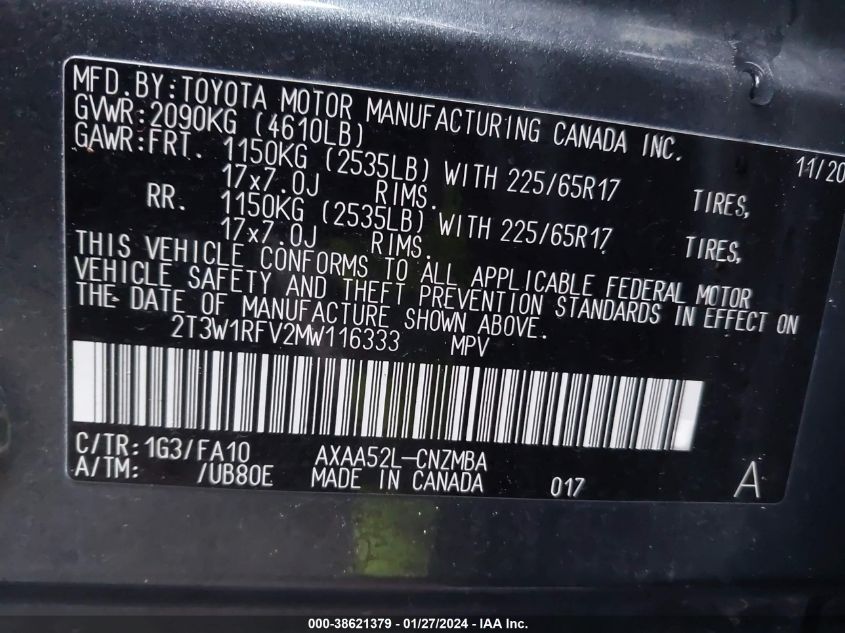 MFD.BY:TOYOTA MOTOR MANUFACTURING CANADA INC. 11/20
GVWR:2090KG (4610LB)
GAWR:FRT. 1150KG (2535LB) WITH 225/65R17 TIRES,
17x7.0J RIMS.
RR. 1150KG (2535LB) WITH 225/65R17 TIRES,
17x7.0J RIMS.
THIS VEHICLE CONFORMS TO ALL APPLICABLE FEDERAL MOTOR
VEHICLE SAFETY AND THEFT PREVENTION STANDARDS IN EFFECT ON
THE DATE OF MANUFACTURE SHOWN ABOVE.
2T3W1RFV2MW116333 MPV
C/TR:1G3/FA10 AXAA52L-CNZMBA
A/TM: /UB80E MADE IN CANADA 017 A
000-38621379 — 01/27/2024 - IAA Inc.